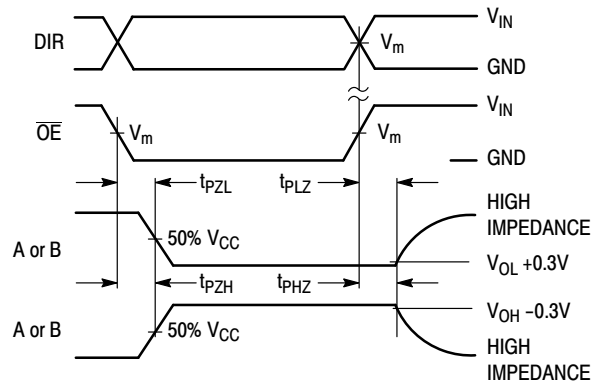 DIR
V_IN
V_m
GND
V_IN
O̅E̅
V_m
V_m
GND
t_PZL
t_PLZ
HIGH
IMPEDANCE
A or B
50% V_CC
V_OL +0.3V
t_PZH
t_PHZ
V_OH −0.3V
A or B
50% V_CC
HIGH
IMPEDANCE